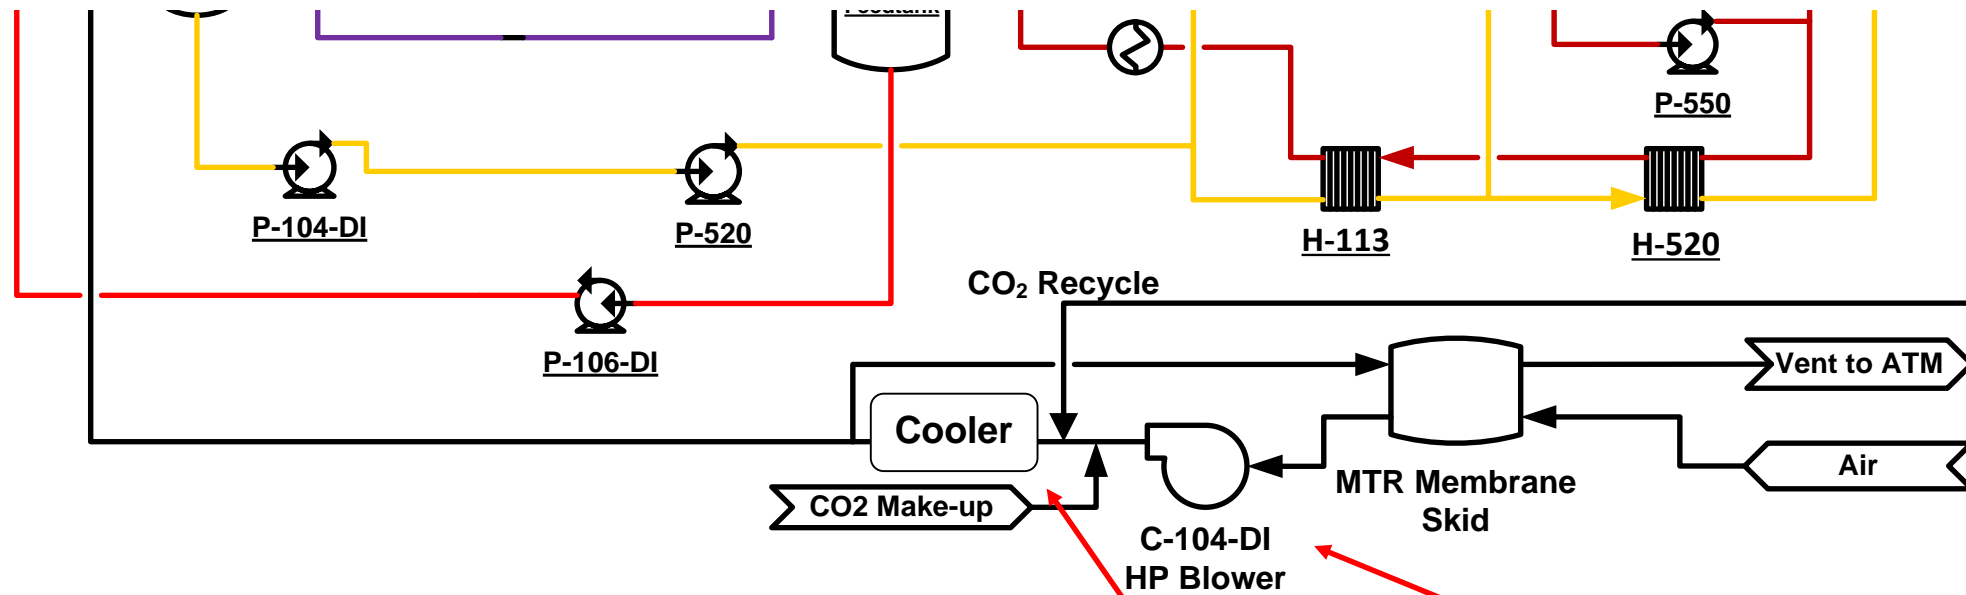 P-550
P-104-DI
P-520
H-113
H-520
CO₂ Recycle
P-106-DI
Vent to ATM
Cooler
Air
CO2 Make-up
MTR Membrane
Skid
C-104-DI
HP Blower